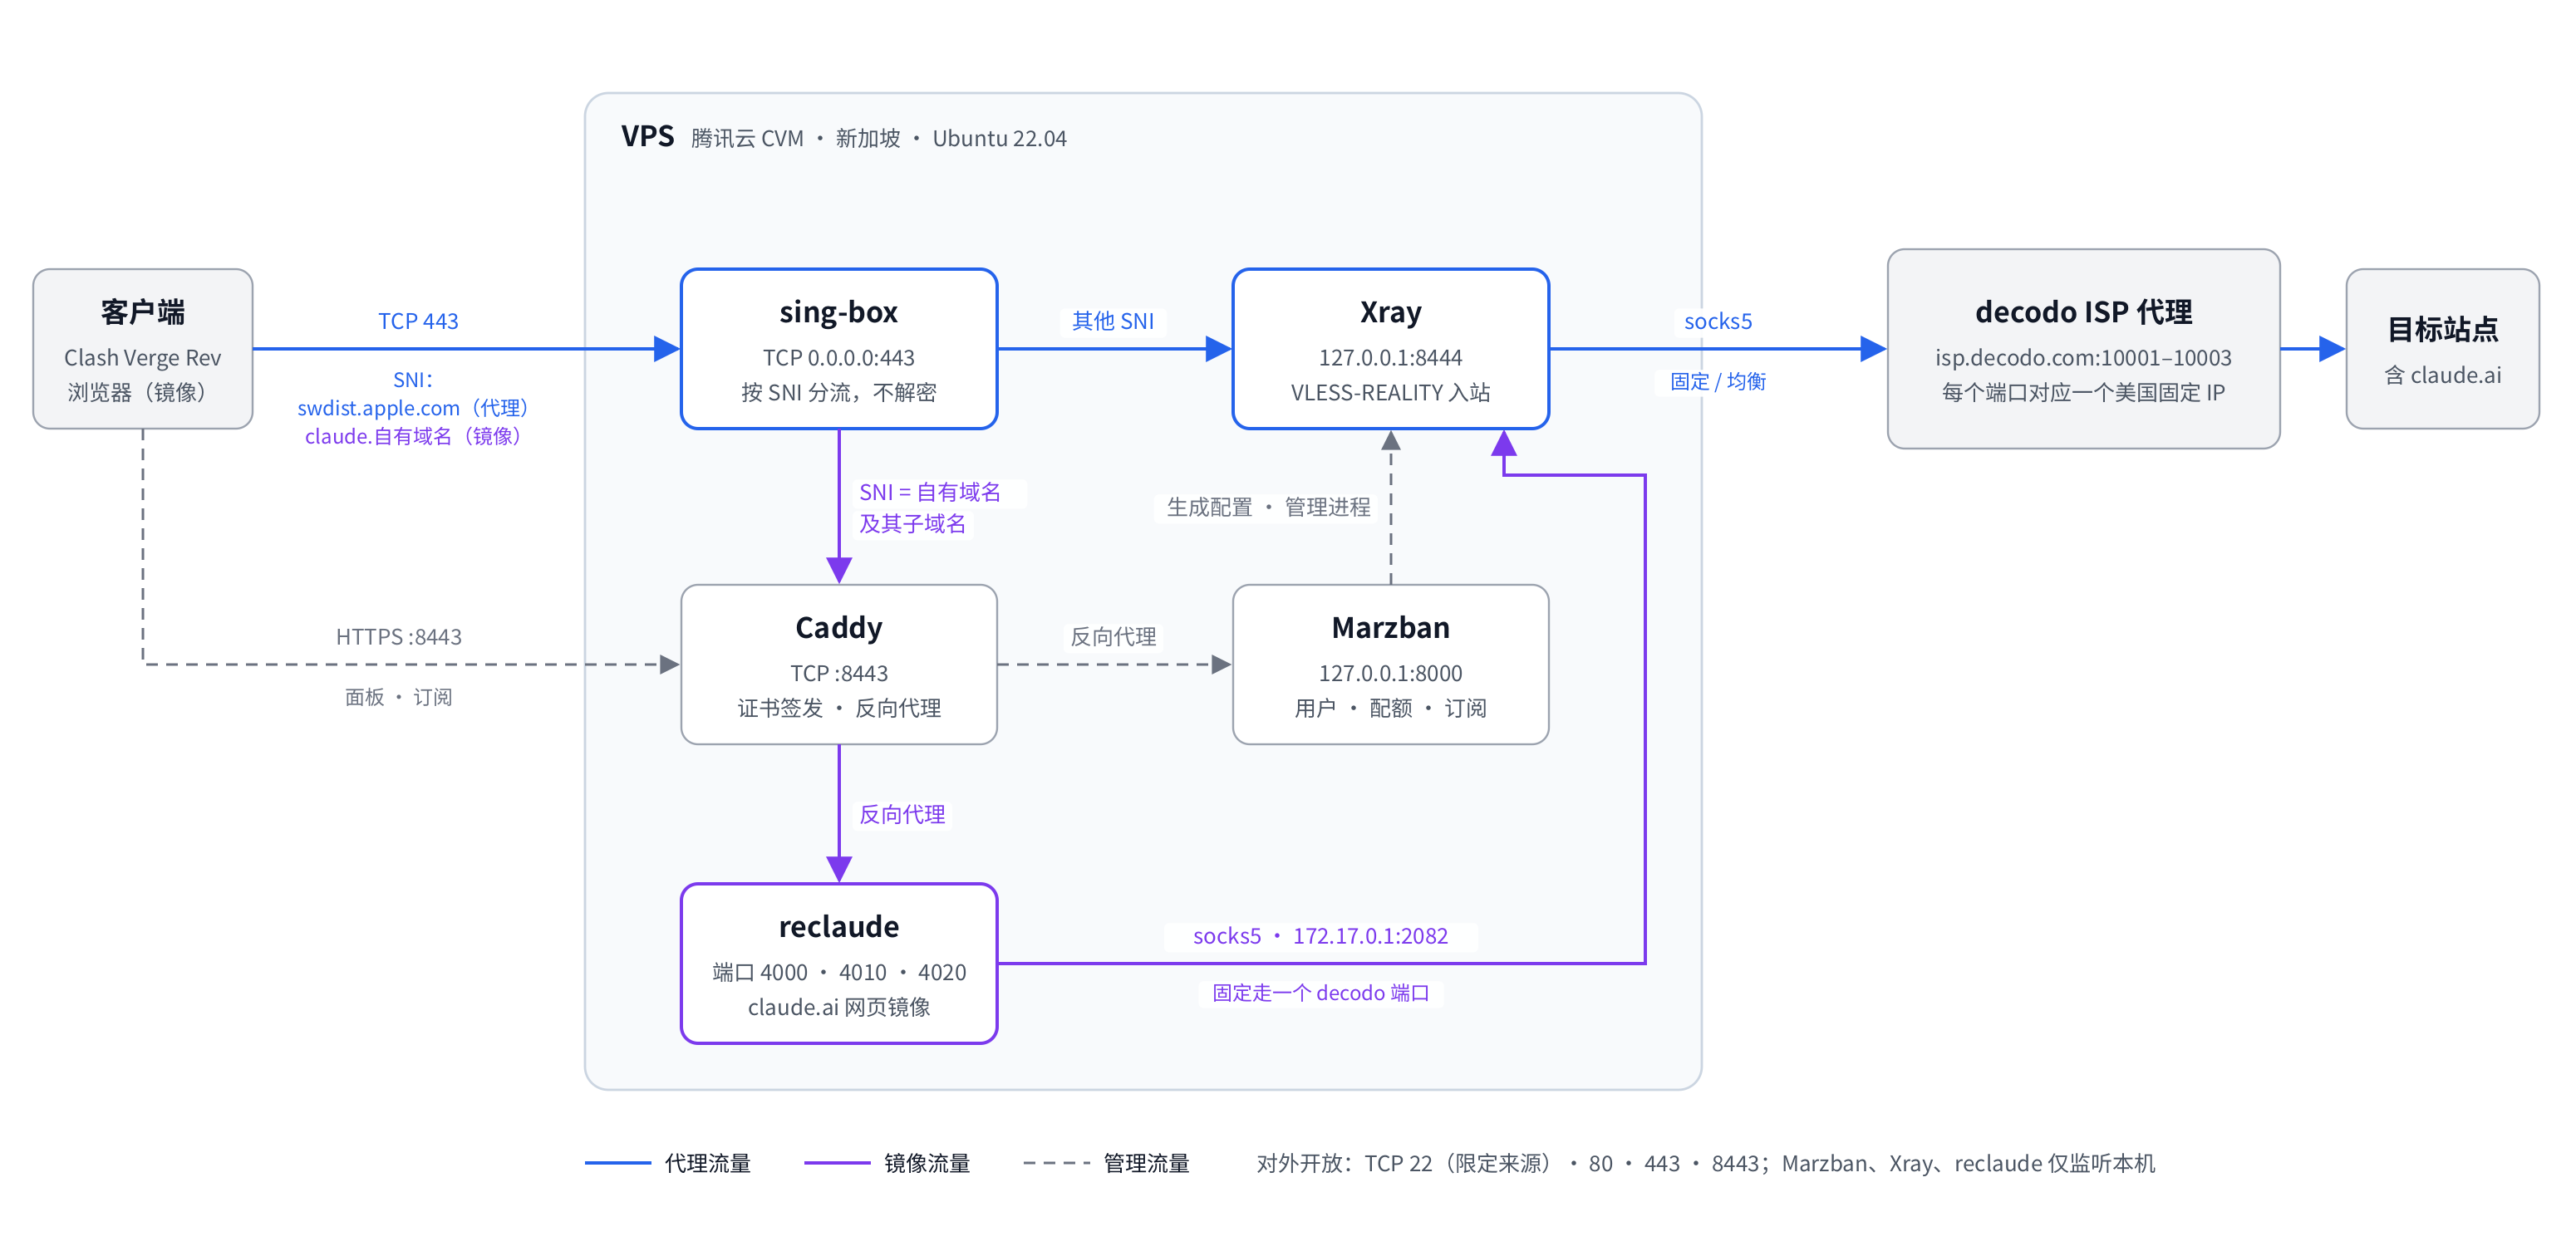 VPS 腾讯云 CVM · 新加坡 · Ubuntu 22.04
客户端
Clash Verge Rev
浏览器（镜像）
TCP 443
SNI：
swdist.apple.com（代理）
claude.自有域名（镜像）
sing-box
TCP 0.0.0.0:443
按 SNI 分流，不解密
其他 SNI
Xray
127.0.0.1:8444
VLESS-REALITY 入站
socks5
固定 / 均衡
decodo ISP 代理
isp.decodo.com:10001–10003
每个端口对应一个美国固定 IP
目标站点
含 claude.ai
SNI = 自有域名
及其子域名
生成配置 · 管理进程
HTTPS :8443
面板 · 订阅
Caddy
TCP :8443
证书签发 · 反向代理
反向代理
Marzban
127.0.0.1:8000
用户 · 配额 · 订阅
反向代理
reclaude
端口 4000 · 4010 · 4020
claude.ai 网页镜像
socks5 · 172.17.0.1:2082
固定走一个 decodo 端口
代理流量
镜像流量
管理流量
对外开放：TCP 22（限定来源） · 80 · 443 · 8443；Marzban、Xray、reclaude 仅监听本机